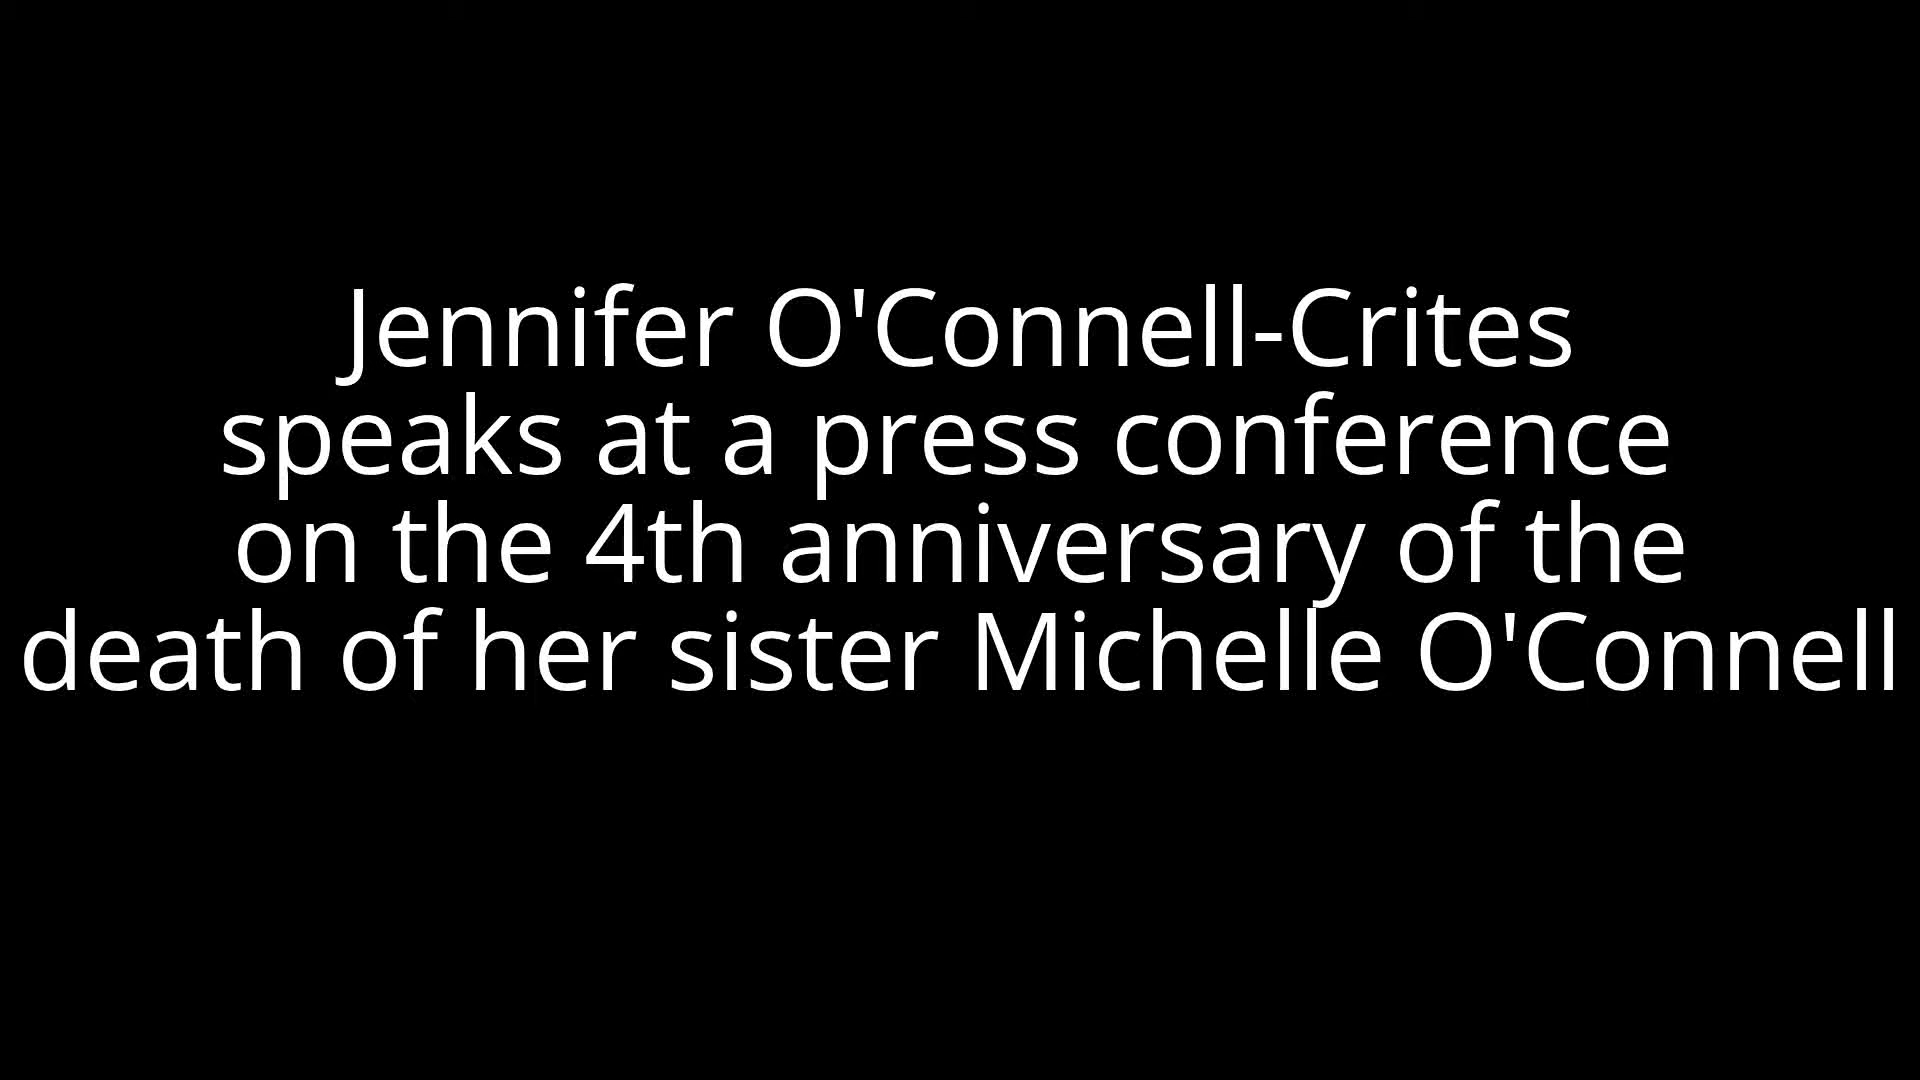 Jennifer O'Connell-Crites
speaks at a press conference
on the 4th anniversary of the
death of her sister Michelle O'Connell